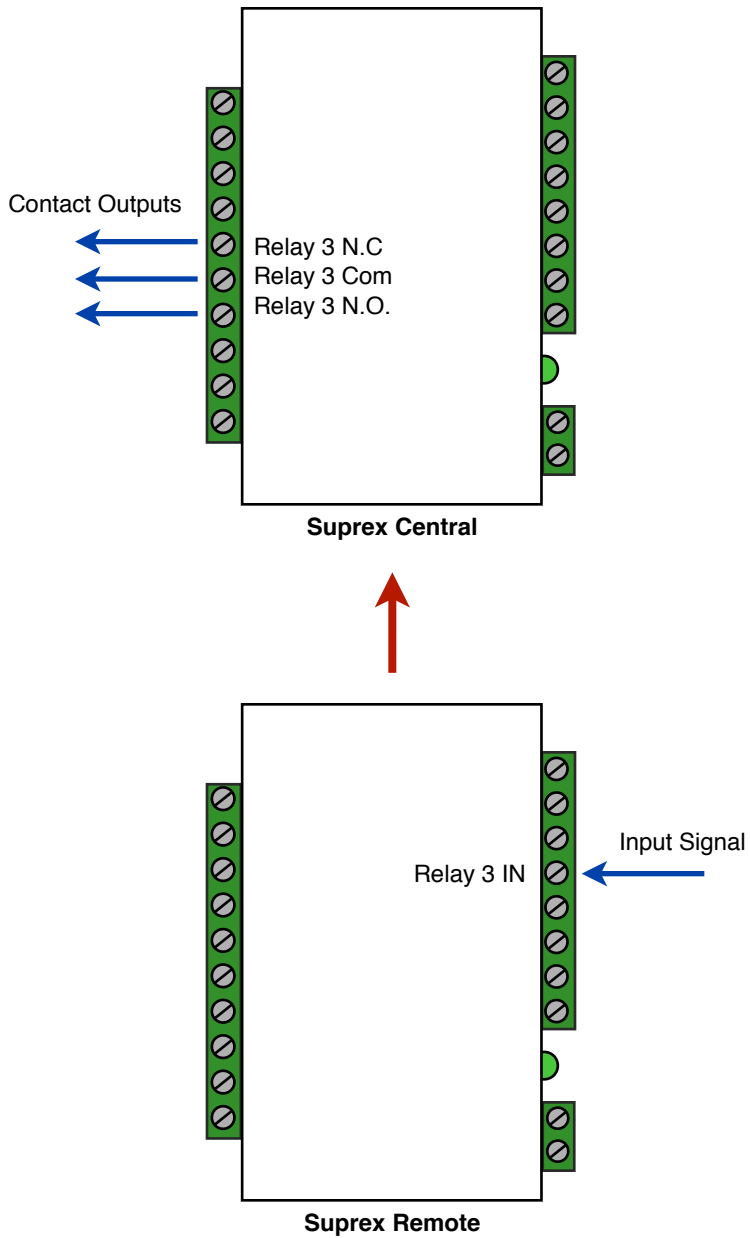 Contact Outputs
Relay 3 N.C
Relay 3 Com
Relay 3 N.O.
Suprex Central
Input Signal
Relay 3 IN
Suprex Remote